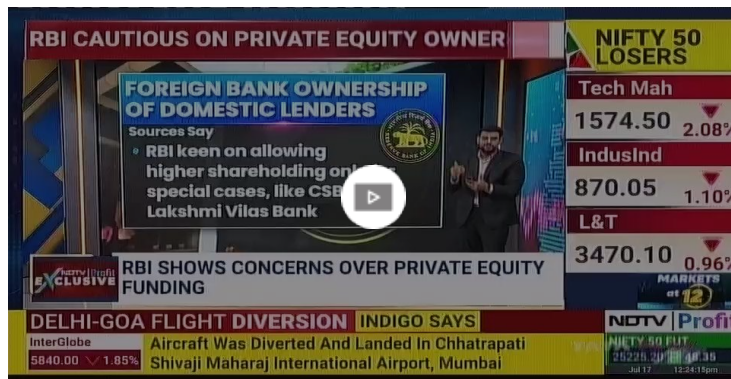 RBI CAUTIOUS ON PRIVATE EQUITY OWNER
NIFTY 50
LOSERS
FOREIGN BANK OWNERSHIP
OF DOMESTIC LENDERS
Sources Say
RBI keen on allowing
higher shareholding
special cases, like CSB
Lakshmi Vilas Bank
Tech Mah
1574.50 2.08%
IndusInd
870.05 1.10%
L&T
3470.10 0.96%
NDTV Profit
EXCLUSIVE
RBI SHOWS CONCERNS OVER PRIVATE EQUITY
FUNDING
MARKETS
at 12
DELHI-GOA FLIGHT DIVERSION INDIGO SAYS
NDTV Profit
InterGlobe
5840.00 1.85%
Aircraft Was Diverted And Landed In Chhatrapati
Shivaji Maharaj International Airport, Mumbai
NIFTY 50 FUT
Jul 17 12:24:15pm